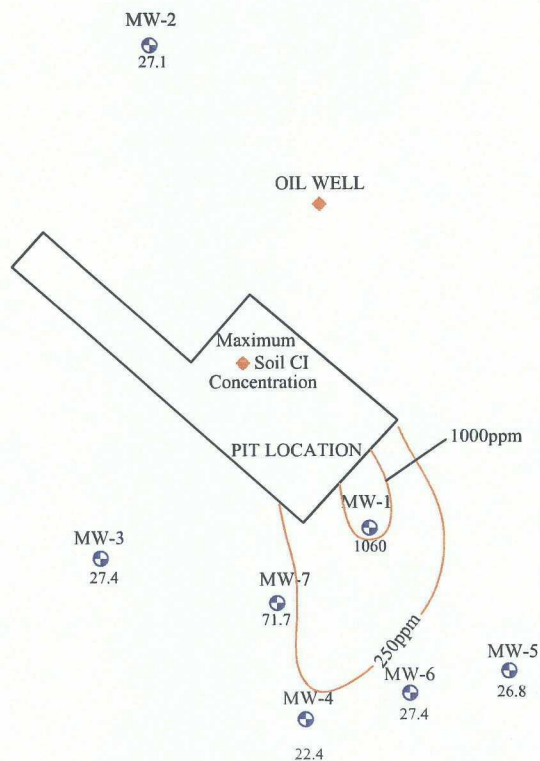 MW-2
27.1
OIL WELL
Maximum
Soil Cl
Concentration
PIT LOCATION
1000ppm
MW-1
1060
MW-3
27.4
MW-7
71.7
250ppm
MW-5
26.8
MW-6
27.4
MW-4
22.4